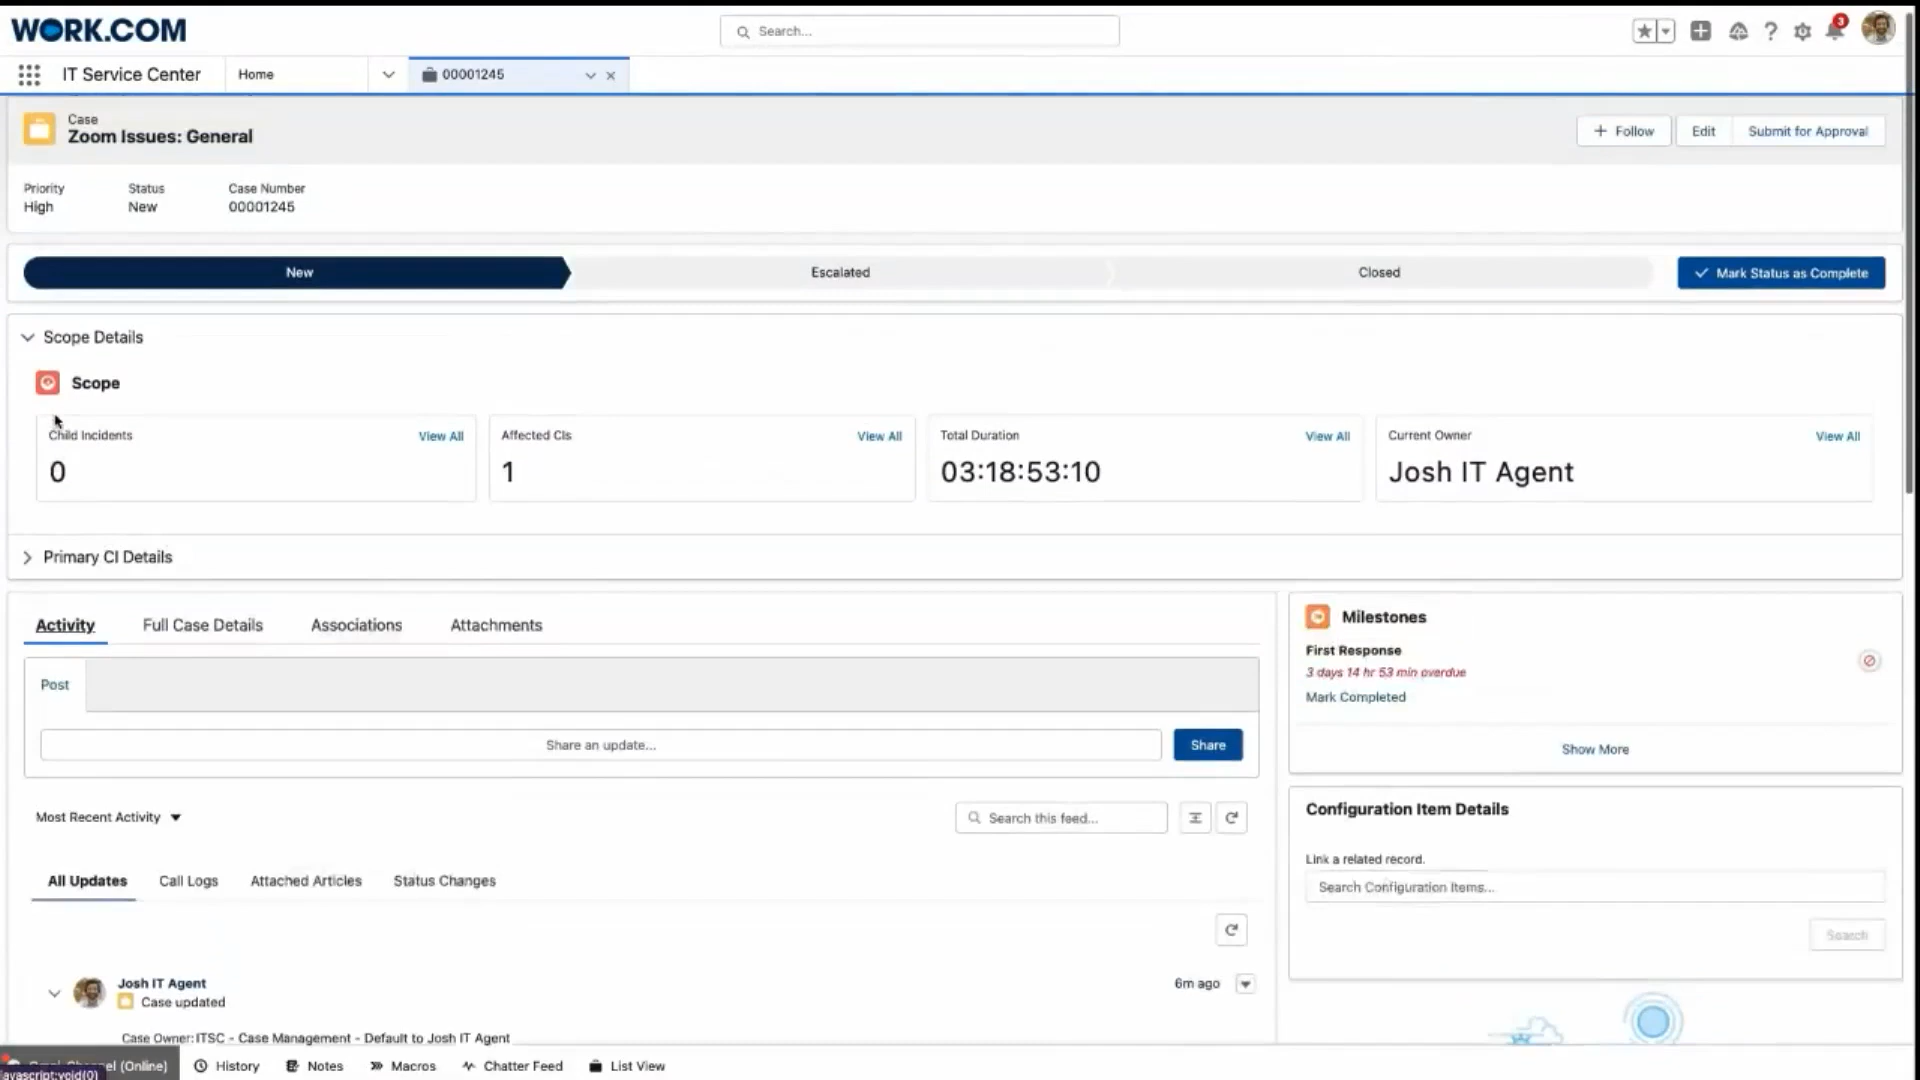 WORK.COM
Search...
3
IT Service Center
Home
00001245
Case
Zoom Issues: General
Follow
Edit
Submit for Approval
Priority
Status
Case Number
High
New
00001245
New
Escalated
Closed
Mark Status as Complete
Scope Details
Scope
Child Incidents
View All
Affected CIs
View All
Total Duration
View All
Current Owner
View All
0
1
03:18:53:10
Josh IT Agent
Primary CI Details
Activity
Full Case Details
Associations
Attachments
Post
Share an update...
Share
Most Recent Activity
Search this feed...
All Updates
Call Logs
Attached Articles
Status Changes
Josh IT Agent
Case updated
6m ago
Case Owner: ITSC - Case Management - Default to Josh IT Agent
Milestones
First Response
3 days 14 hr 53 min overdue
Mark Completed
Show More
Configuration Item Details
Link a related record.
Search Configuration Items...
Search
(Online)
History
Notes
Macros
Chatter Feed
List View
javascript:void(0)